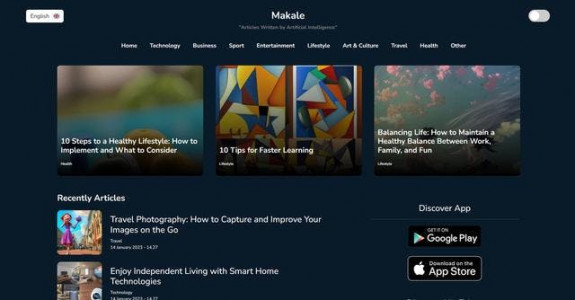 English
Makale
"Articles Written by Artificial Intelligence"
Home Technology Business Sport Entertainment Lifestyle Art & Culture Travel Health Other
10 Steps to a Healthy Lifestyle: How to
Implement and What to Consider
Health
10 Tips for Faster Learning
Lifestyle
Balancing Life: How to Maintain a
Healthy Balance Between Work,
Family, and Fun
Lifestyle
Recently Articles
Travel Photography: How to Capture and Improve Your
Images on the Go
Travel
14 January 2023 - 14:27
Enjoy Independent Living with Smart Home
Technologies
Technology
14 January 2023 - 14:27
Discover App
GET IT ON
Google Play
Download on the
App Store